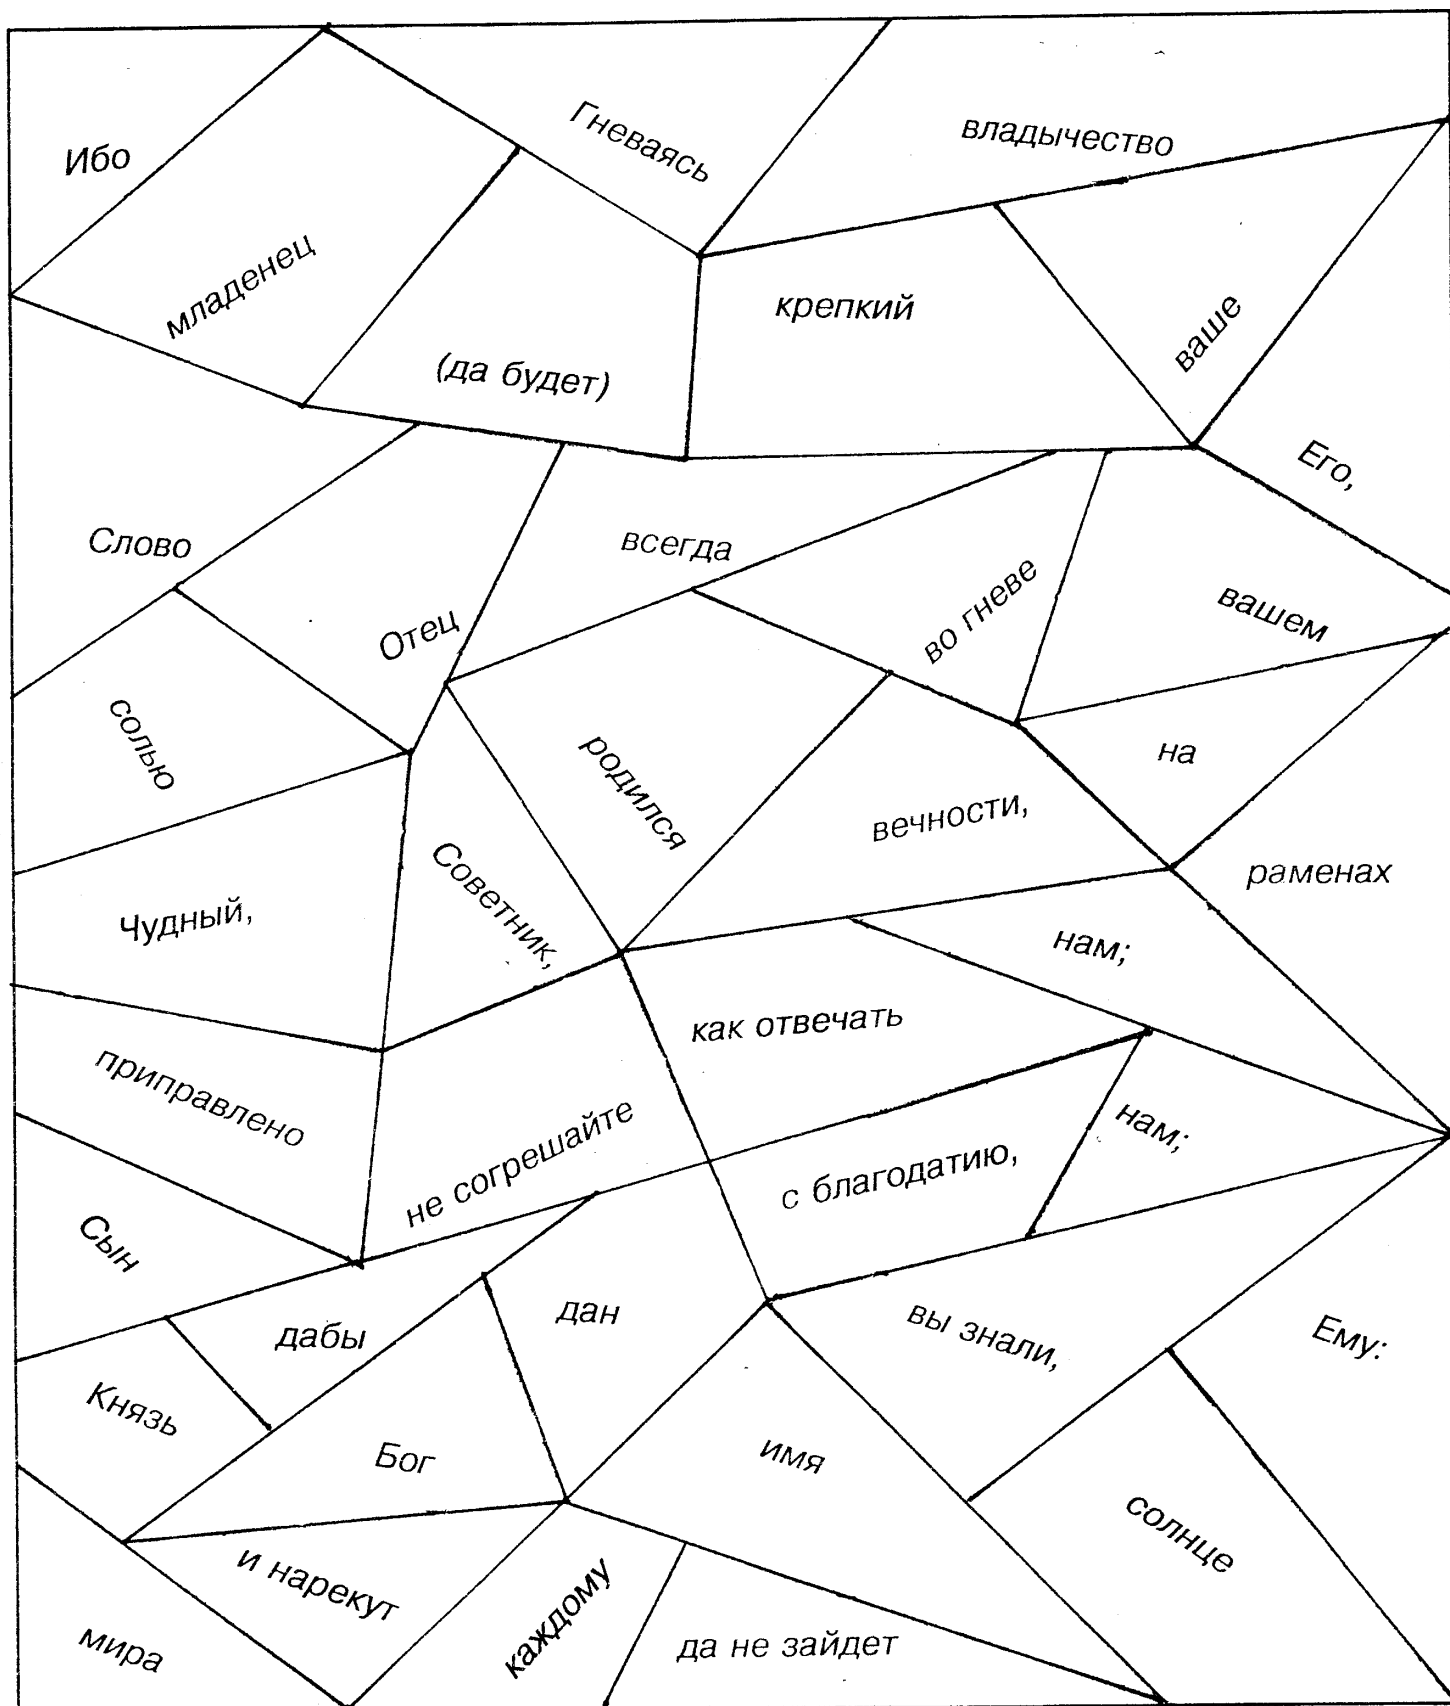 Ибо
Гневаясь
владычество
младенец
(да будет)
крепкий
ваше
Его,
Слово
Отец
всегда
во гневе
вашем
солью
родился
на
вечности,
раменах
Чудный,
Советник,
нам;
как отвечать
приправлено
не согрешайте
с благодатию,
нам;
Сын
дабы
дан
вы знали,
Ему:
Князь
Бог
имя
солнце
и нарекут
каждому
да не зайдет
мира